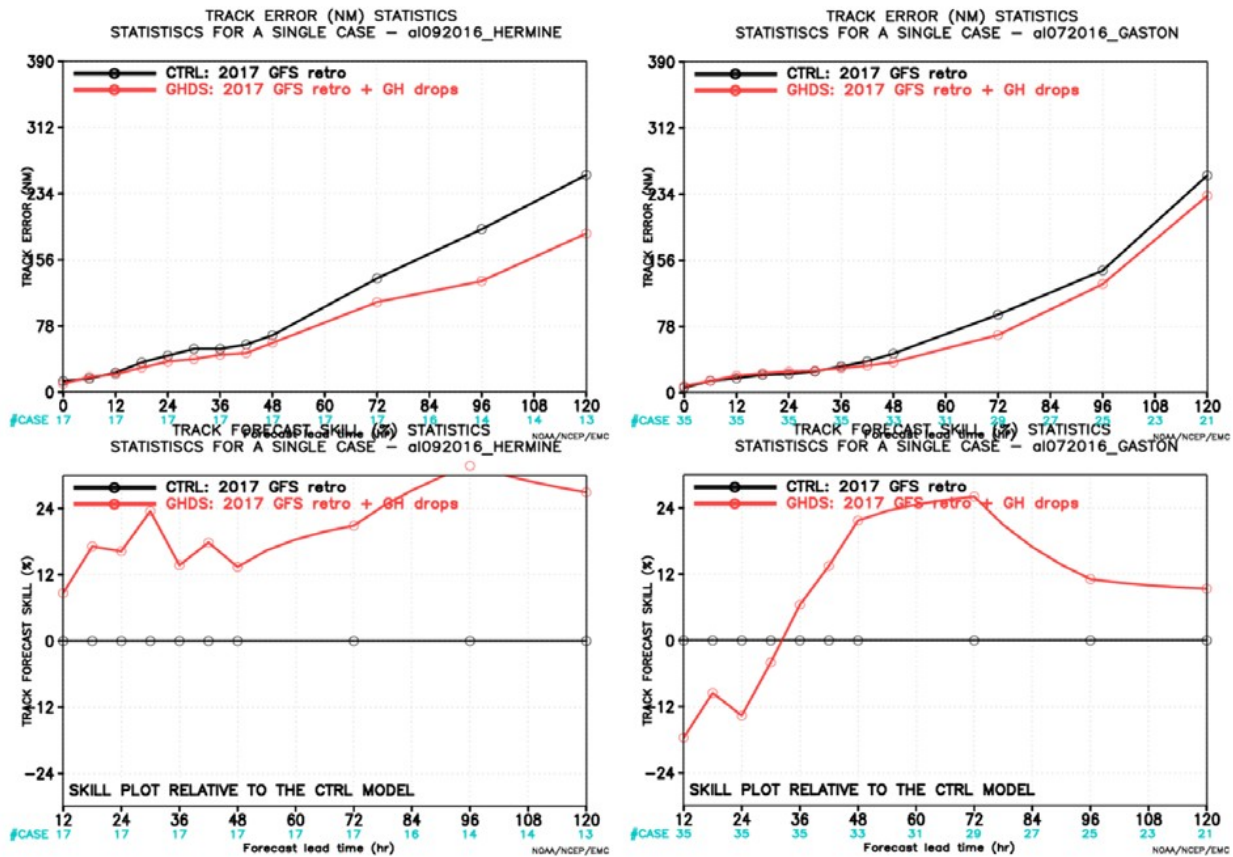 TRACK ERROR (NM) STATISTICS
STATISTISCS FOR A SINGLE CASE – al092016_HERMINE
390
312
234
156
78
0
TRACK ERROR (NM)
CTRL: 2017 GFS retro
GHDS: 2017 GFS retro + GH drops
0 12 24 36 48 60 72 84 96 108 120
#CASE 17 17 17 17 17 17 17 16 14 14 13
Forecast lead time (hr)
NOAA/NCEP/EMC
TRACK ERROR (NM) STATISTICS
STATISTISCS FOR A SINGLE CASE – al072016_GASTON
390
312
234
156
78
0
TRACK ERROR (NM)
CTRL: 2017 GFS retro
GHDS: 2017 GFS retro + GH drops
0 12 24 36 48 60 72 84 96 108 120
#CASE 35 35 35 35 33 31 29 27 25 23 21
Forecast lead time (hr)
NOAA/NCEP/EMC
TRACK FORECAST SKILL (%) STATISTICS
STATISTISCS FOR A SINGLE CASE – al092016_HERMINE
24
12
0
−12
−24
TRACK FORECAST SKILL (%)
CTRL: 2017 GFS retro
GHDS: 2017 GFS retro + GH drops
SKILL PLOT RELATIVE TO THE CTRL MODEL
12 24 36 48 60 72 84 96 108 120
#CASE 17 17 17 17 17 17 16 14 14 13
Forecast lead time (hr)
NOAA/NCEP/EMC
TRACK FORECAST SKILL (%) STATISTICS
STATISTISCS FOR A SINGLE CASE – al072016_GASTON
24
12
0
−12
−24
TRACK FORECAST SKILL (%)
CTRL: 2017 GFS retro
GHDS: 2017 GFS retro + GH drops
SKILL PLOT RELATIVE TO THE CTRL MODEL
12 24 36 48 60 72 84 96 108 120
#CASE 35 35 35 33 31 29 27 25 23 21
Forecast lead time (hr)
NOAA/NCEP/EMC